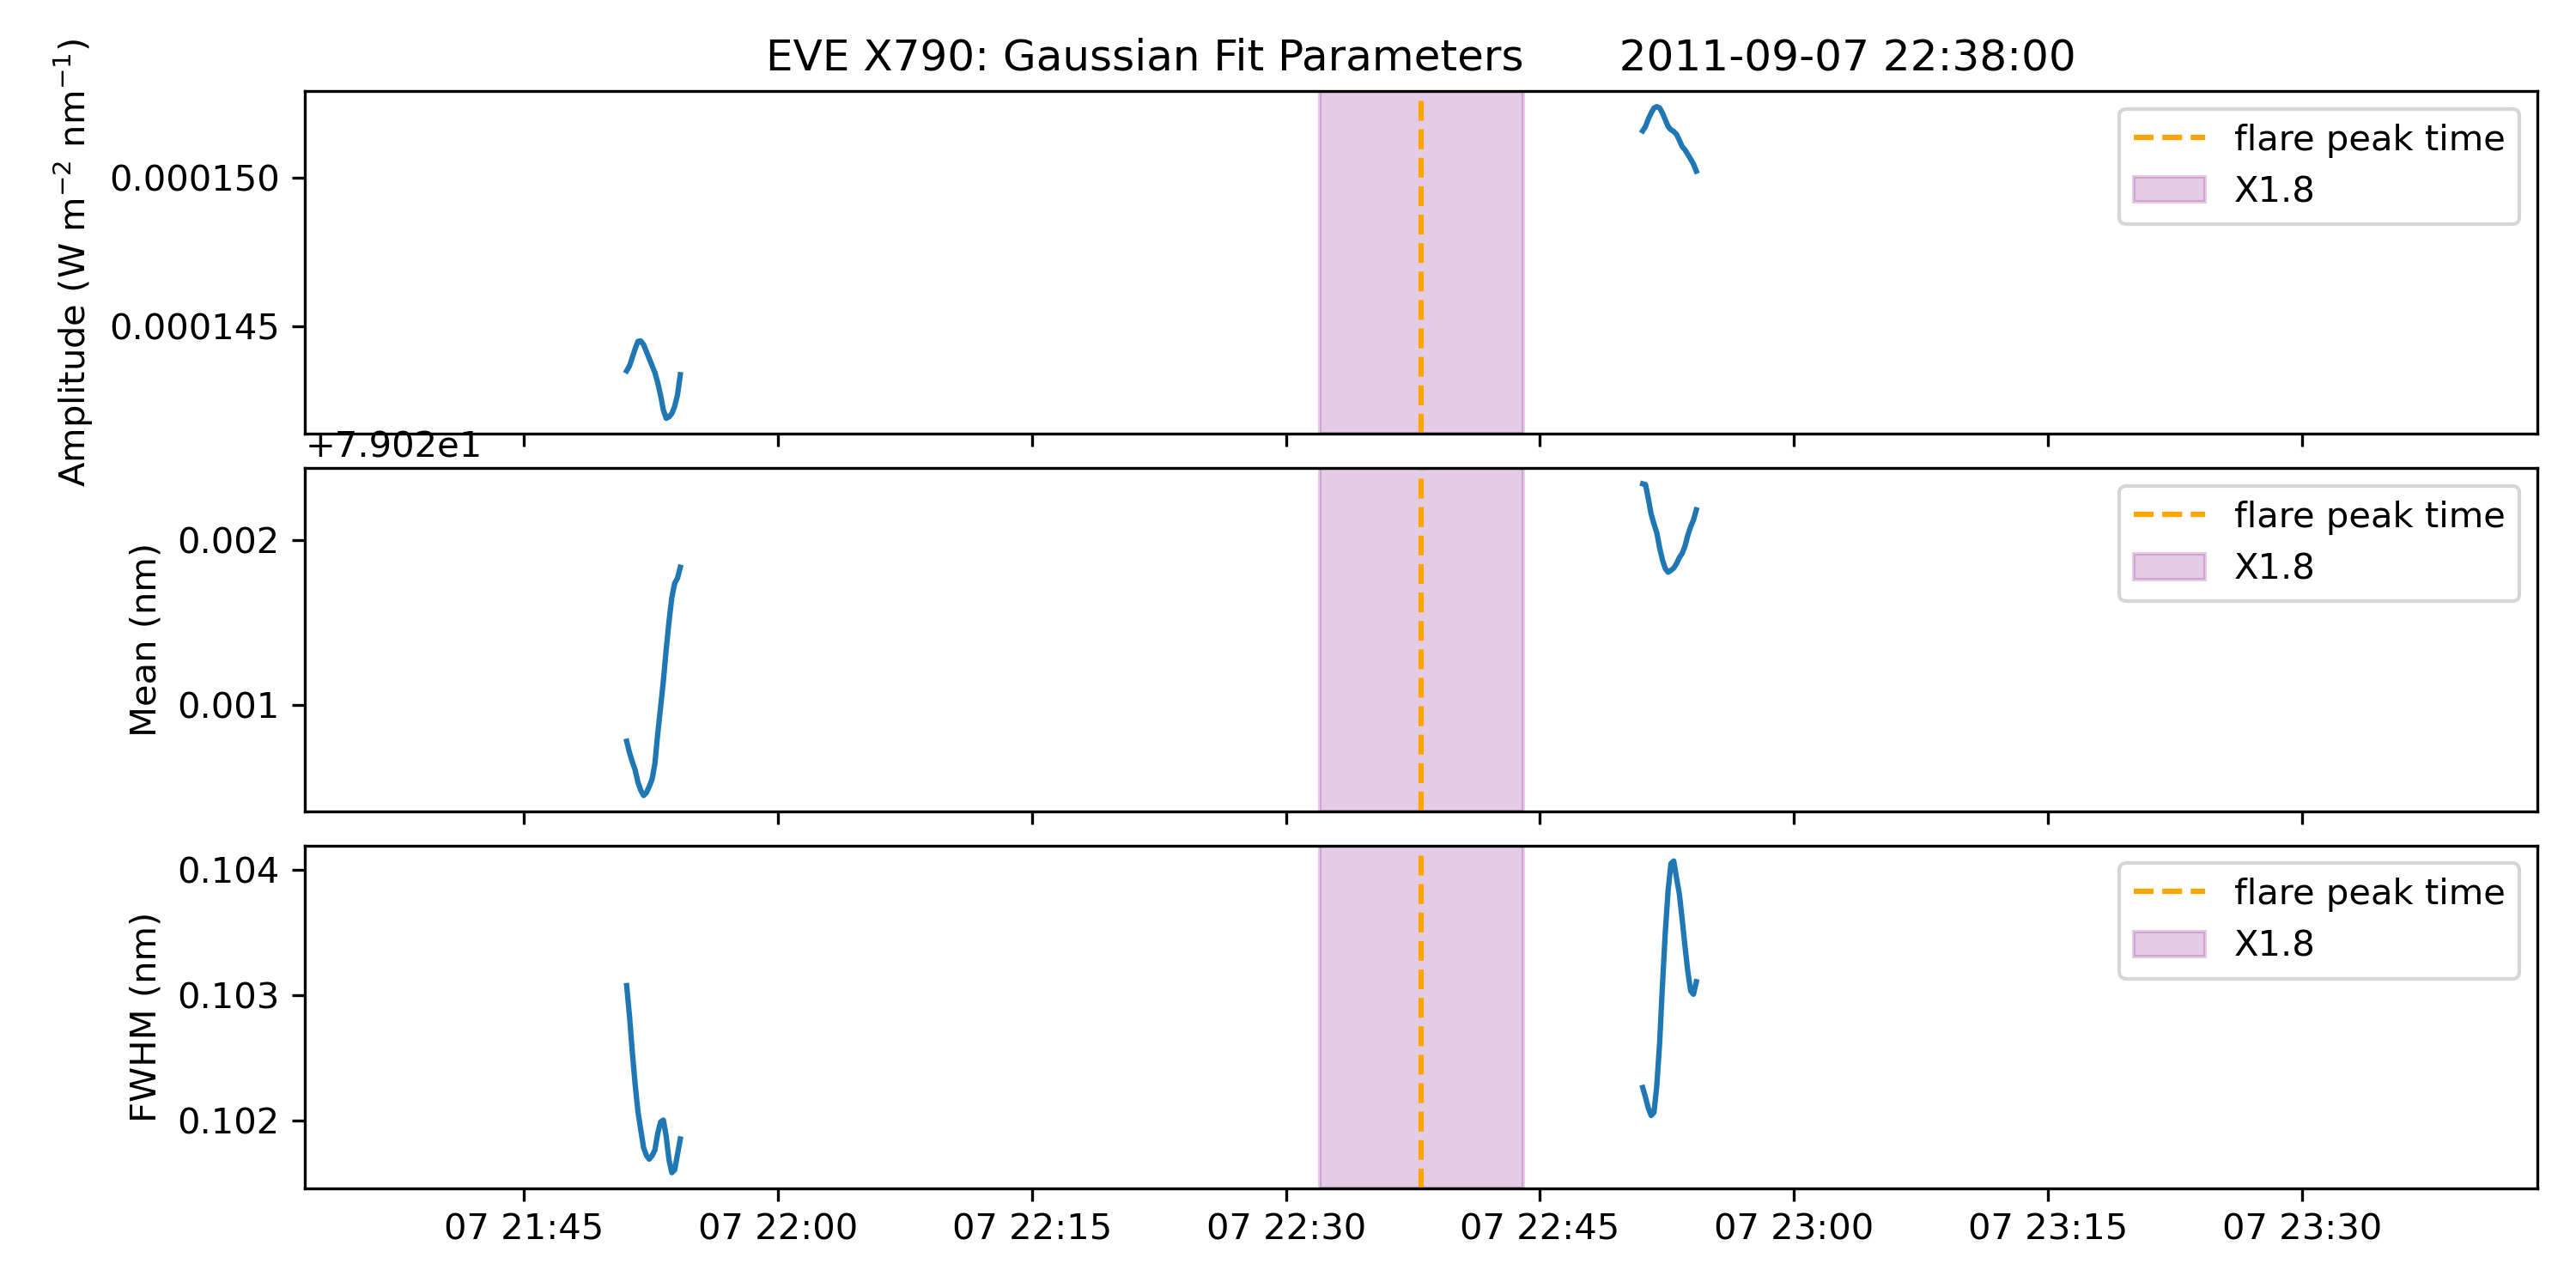 EVE X790: Gaussian Fit Parameters 2011-09-07 22:38:00
Amplitude (W m⁻² nm⁻¹)
0.000150
0.000145
flare peak time
X1.8
+7.902e1
Mean (nm)
0.002
0.001
flare peak time
X1.8
FWHM (nm)
0.104
0.103
0.102
flare peak time
X1.8
07 21:45 07 22:00 07 22:15 07 22:30 07 22:45 07 23:00 07 23:15 07 23:30